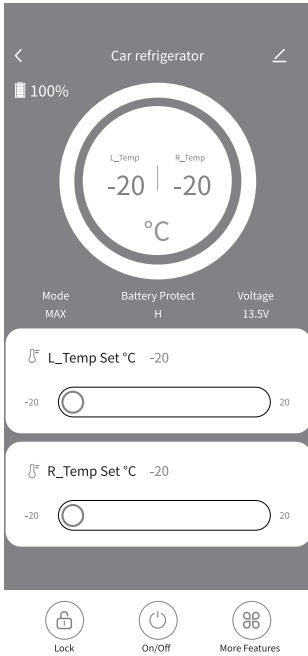 Car refrigerator
100%
L_Temp R_Temp
-20 -20
°C
Mode Battery Protect Voltage
MAX H 13.5V
L_Temp Set °C -20
-20 20
R_Temp Set °C -20
-20 20
Lock On/Off More Features